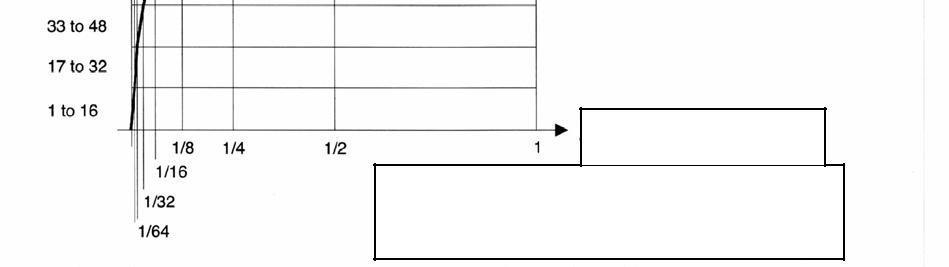 33 to 48
17 to 32
1 to 16
1/8 1/4 1/2 1
1/16
1/32
1/64